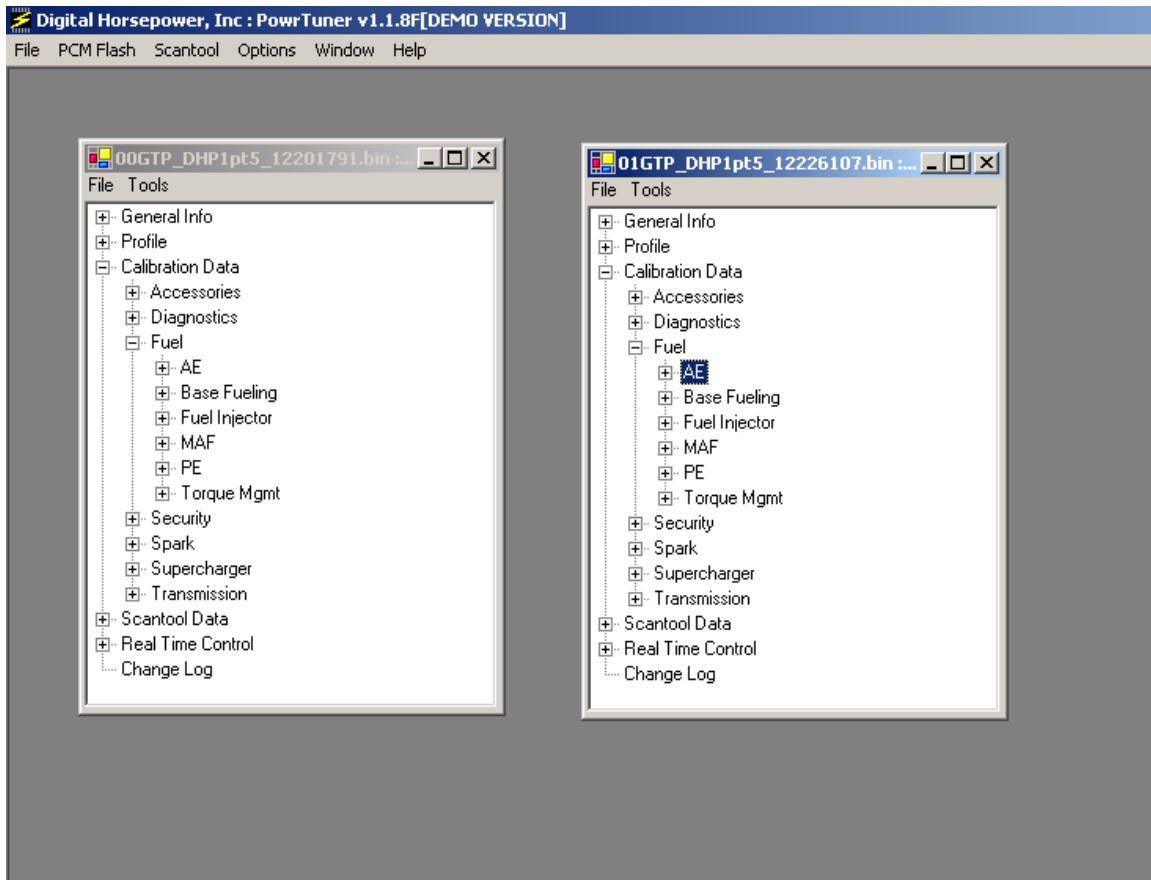 Digital Horsepower, Inc : PowrTuner v1.1.8F[DEMO VERSION]
File PCM Flash Scantool Options Window Help
00GTP_DHP1pt5_12201791.bin :...
File Tools
General Info
Profile
Calibration Data
Accessories
Diagnostics
Fuel
AE
Base Fueling
Fuel Injector
MAF
PE
Torque Mgmt
Security
Spark
Supercharger
Transmission
Scantool Data
Real Time Control
Change Log
01GTP_DHP1pt5_12226107.bin :...
File Tools
General Info
Profile
Calibration Data
Accessories
Diagnostics
Fuel
AE
Base Fueling
Fuel Injector
MAF
PE
Torque Mgmt
Security
Spark
Supercharger
Transmission
Scantool Data
Real Time Control
Change Log